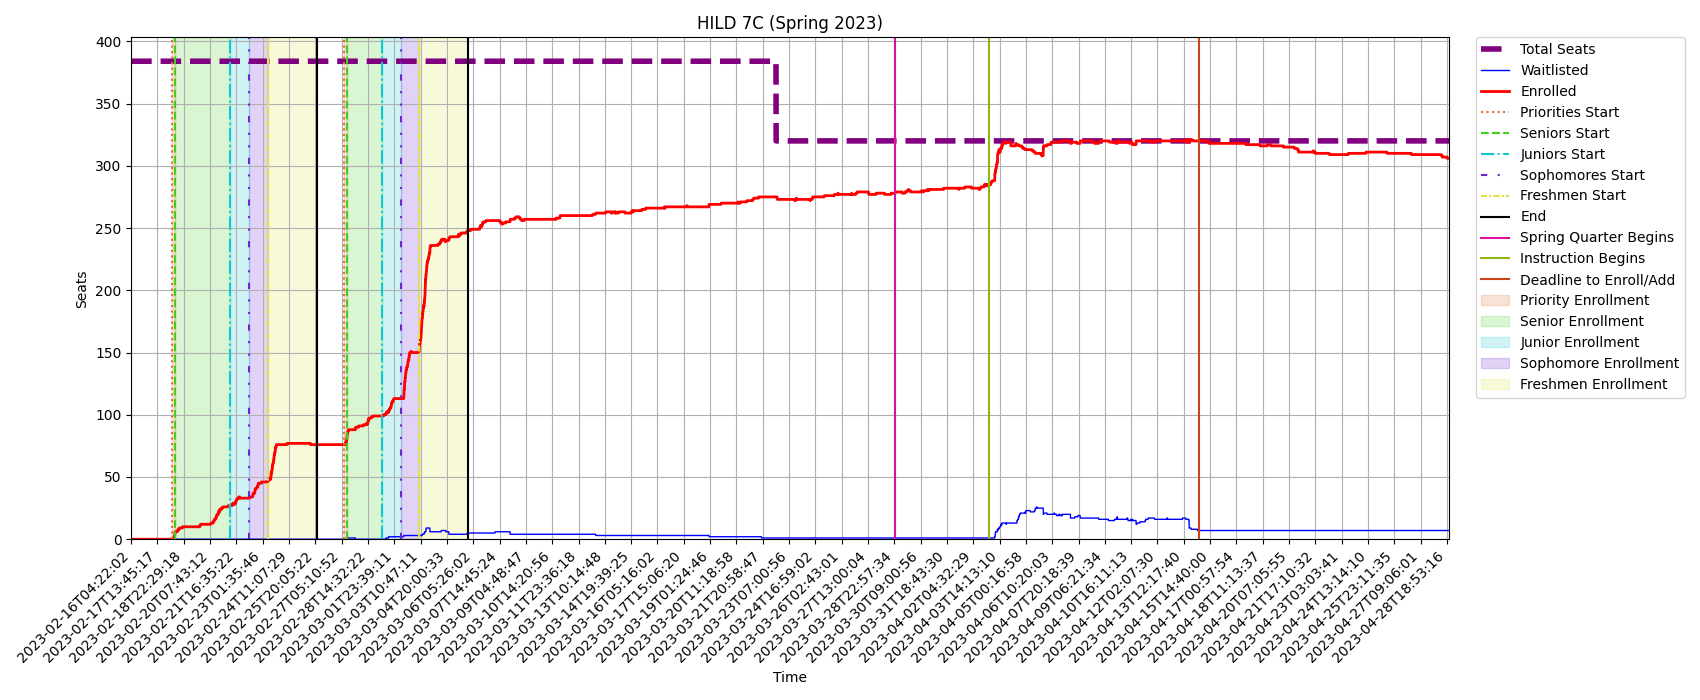 HILD 7C (Spring 2023)
400
350
300
250
200
150
100
50
0
Seats
2023-02-16T04:22:02
2023-02-17T13:45:17
2023-02-18T22:29:18
2023-02-20T07:43:12
2023-02-21T16:35:22
2023-02-23T01:35:46
2023-02-24T11:07:29
2023-02-25T20:05:22
2023-02-27T05:10:52
2023-02-28T14:32:22
2023-03-01T23:39:11
2023-03-03T10:47:11
2023-03-04T20:00:33
2023-03-06T05:26:02
2023-03-07T14:45:24
2023-03-09T04:48:47
2023-03-10T14:20:56
2023-03-11T23:36:18
2023-03-13T10:14:48
2023-03-14T19:39:25
2023-03-16T05:16:02
2023-03-17T15:06:20
2023-03-19T01:24:46
2023-03-20T11:18:58
2023-03-21T20:58:47
2023-03-23T07:00:56
2023-03-24T16:59:02
2023-03-26T02:43:01
2023-03-27T13:00:04
2023-03-28T22:57:34
2023-03-30T09:00:56
2023-03-31T18:43:30
2023-04-02T04:32:29
2023-04-03T14:13:10
2023-04-05T00:16:58
2023-04-06T10:20:03
2023-04-07T20:18:39
2023-04-09T06:21:34
2023-04-10T16:11:13
2023-04-12T02:07:30
2023-04-13T12:17:40
2023-04-15T14:40:00
2023-04-17T00:57:54
2023-04-18T11:13:37
2023-04-20T07:05:55
2023-04-21T17:10:32
2023-04-23T03:03:41
2023-04-24T13:14:10
2023-04-25T23:11:35
2023-04-27T09:06:01
2023-04-28T18:53:16
Time
Total Seats
Waitlisted
Enrolled
Priorities Start
Seniors Start
Juniors Start
Sophomores Start
Freshmen Start
End
Spring Quarter Begins
Instruction Begins
Deadline to Enroll/Add
Priority Enrollment
Senior Enrollment
Junior Enrollment
Sophomore Enrollment
Freshmen Enrollment